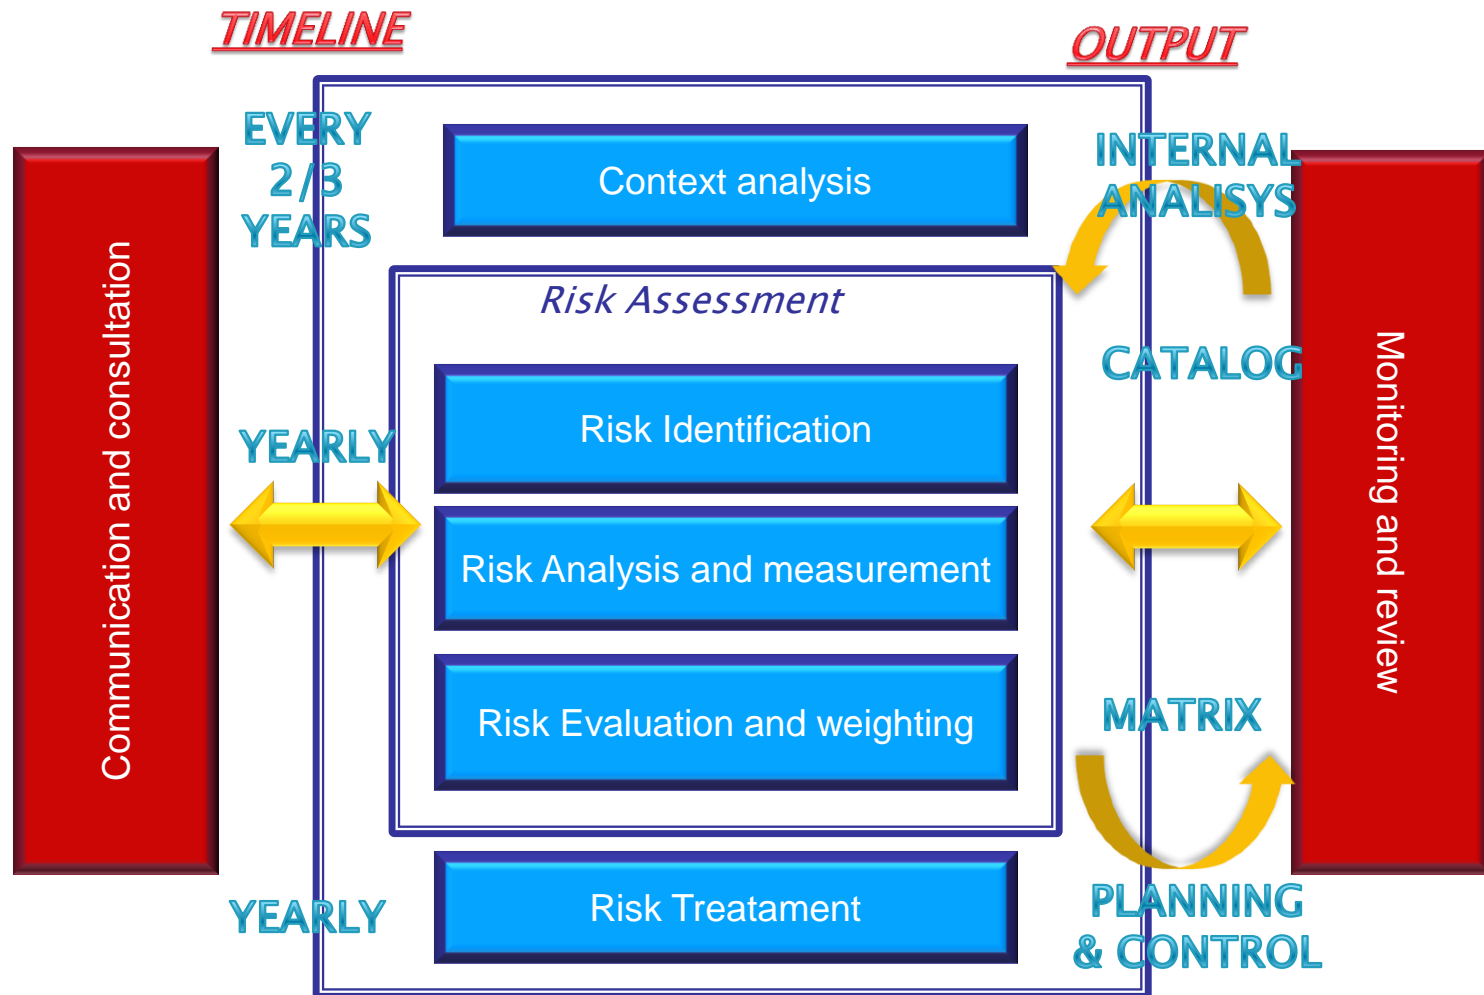 TIMELINE
OUTPUT
EVERY
2/3
YEARS
Context analysis
INTERNAL
ANALISYS
Communication and consultation
Risk Assessment
CATALOG
Monitoring and review
YEARLY
Risk Identification
Risk Analysis and measurement
Risk Evaluation and weighting
MATRIX
YEARLY
Risk Treatament
PLANNING
& CONTROL